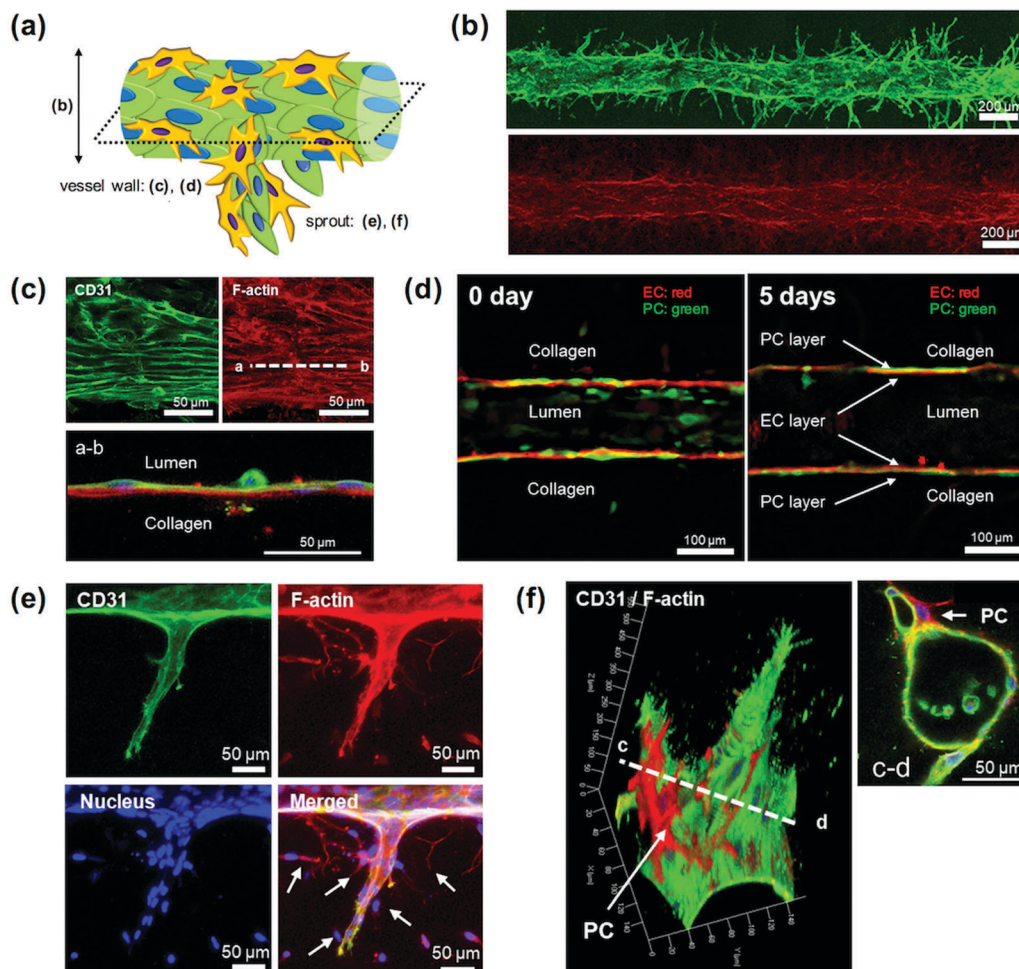 (a)
(b)
vessel wall: (c), (d)
sprout: (e), (f)
(b)
200 µm
200 µm
(c)
CD31
F-actin
a
b
50 µm
50 µm
a-b
Lumen
Collagen
50 µm
(d)
0 day
EC: red
PC: green
Collagen
Lumen
Collagen
100 µm
5 days
EC: red
PC: green
PC layer
Collagen
EC layer
Lumen
PC layer
Collagen
100 µm
(e)
CD31
50 µm
F-actin
50 µm
Nucleus
50 µm
Merged
50 µm
(f)
CD31 F-actin
c
d
PC
PC
c-d
50 µm